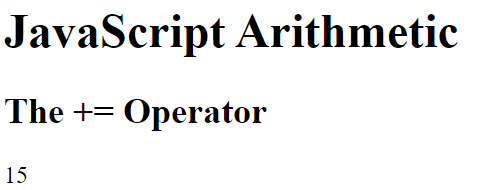 JavaScript Arithmetic
The += Operator
15